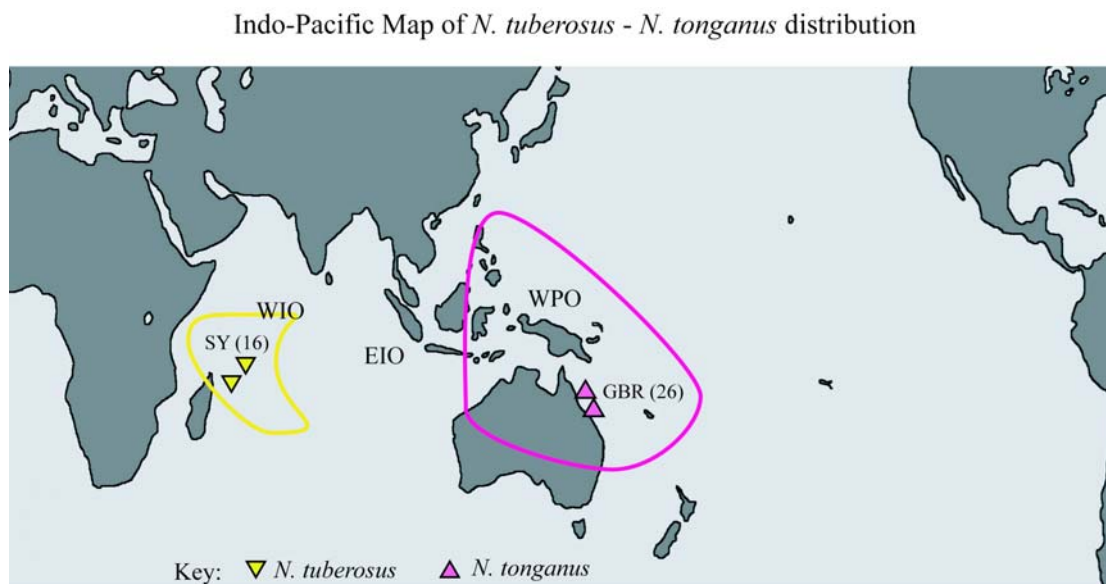 Indo-Pacific Map of N. tuberosus - N. tonganus distribution
WIO
WPO
SY (16)
EIO
GBR (26)
Key: N. tuberosus N. tonganus